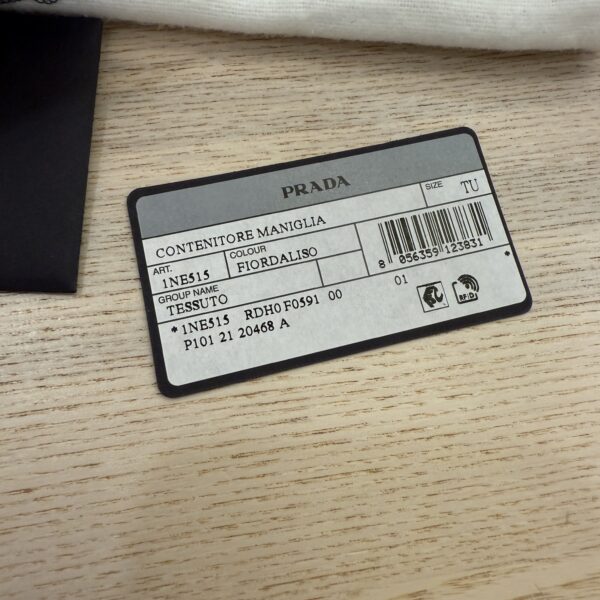 PRADA
CONTENITORE MANIGLIA
SIZE TU
ART. 1NE515
COLOUR FIORDALISO
8 056359 123831
GROUP NAME
TESSUTO
* 1NE515 RDH0 F0591 00 01
P101 21 20468 A
RFID